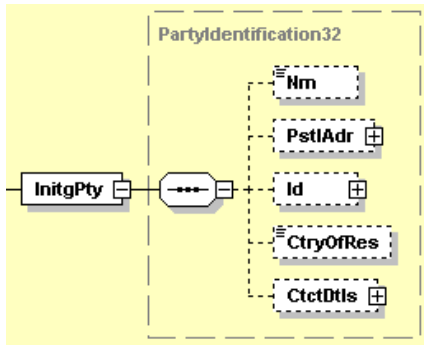 PartyIdentification32
Nm
PstlAdr
InitgPty
Id
CtryOfRes
CtctDtls